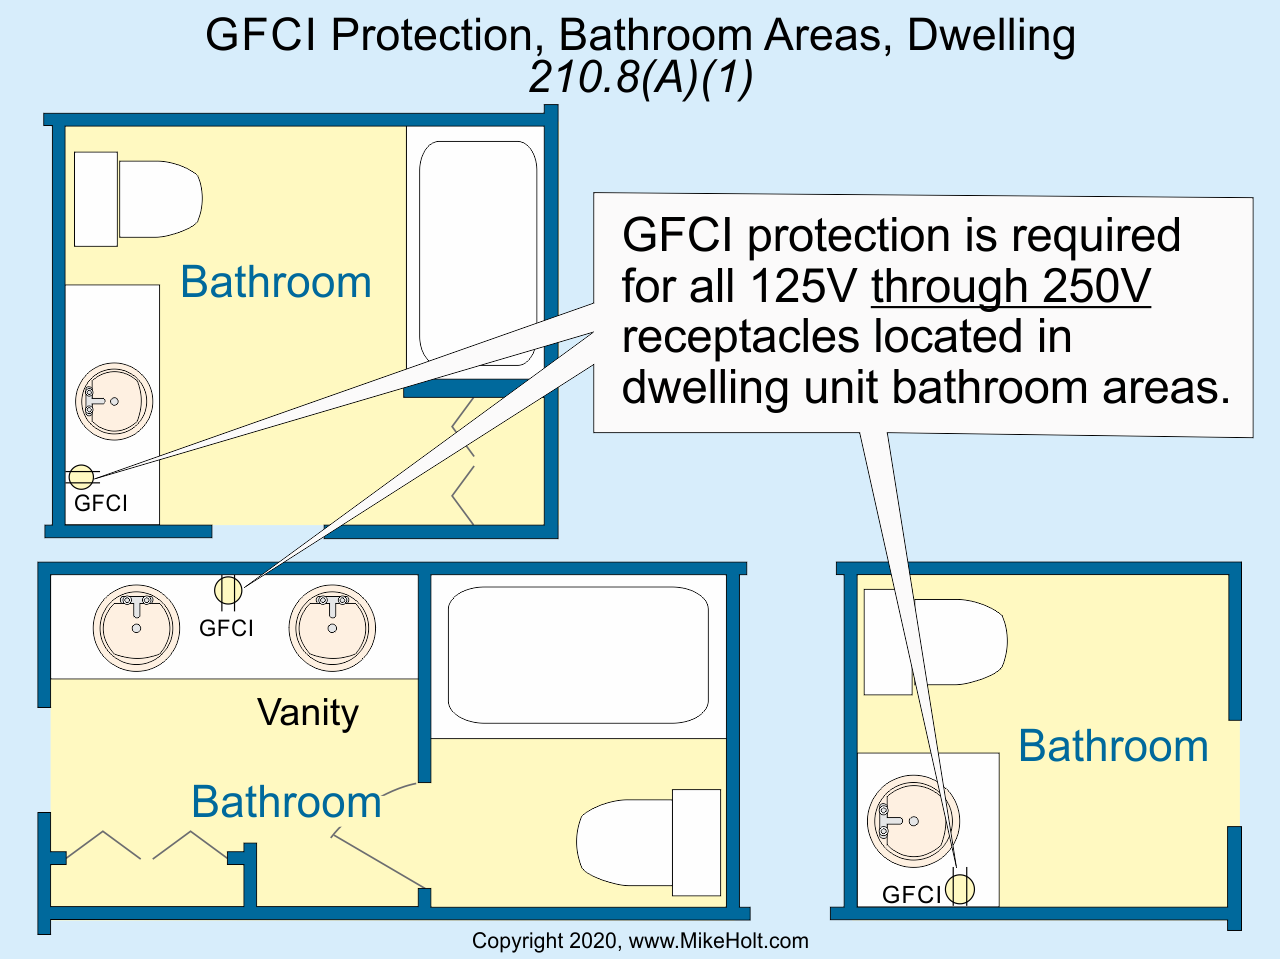 GFCI Protection, Bathroom Areas, Dwelling
210.8(A)(1)
GFCI protection is required
for all 125V through 250V
receptacles located in
dwelling unit bathroom areas.
Bathroom
GFCI
GFCI
Vanity
Bathroom
Bathroom
GFCI
Copyright 2020, www.MikeHolt.com